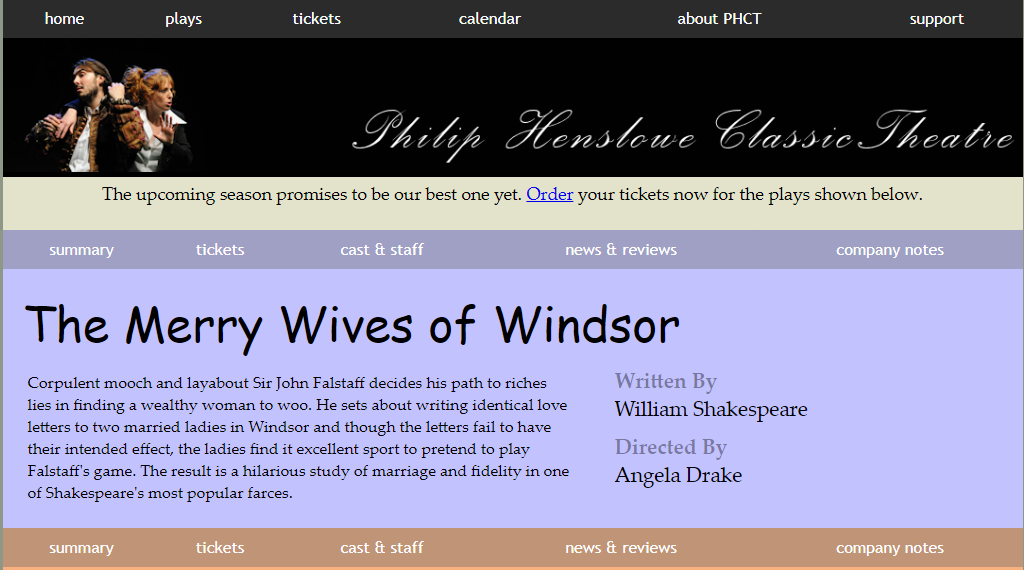 home plays tickets calendar about PHCT support
Philip Henslowe Classic Theatre
The upcoming season promises to be our best one yet. Order your tickets now for the plays shown below.
summary tickets cast & staff news & reviews company notes
The Merry Wives of Windsor
Corpulent mooch and layabout Sir John Falstaff decides his path to riches
lies in finding a wealthy woman to woo. He sets about writing identical love
letters to two married ladies in Windsor and though the letters fail to have
their intended effect, the ladies find it excellent sport to pretend to play
Falstaff's game. The result is a hilarious study of marriage and fidelity in one
of Shakespeare's most popular farces.
Written By
William Shakespeare
Directed By
Angela Drake
summary tickets cast & staff news & reviews company notes